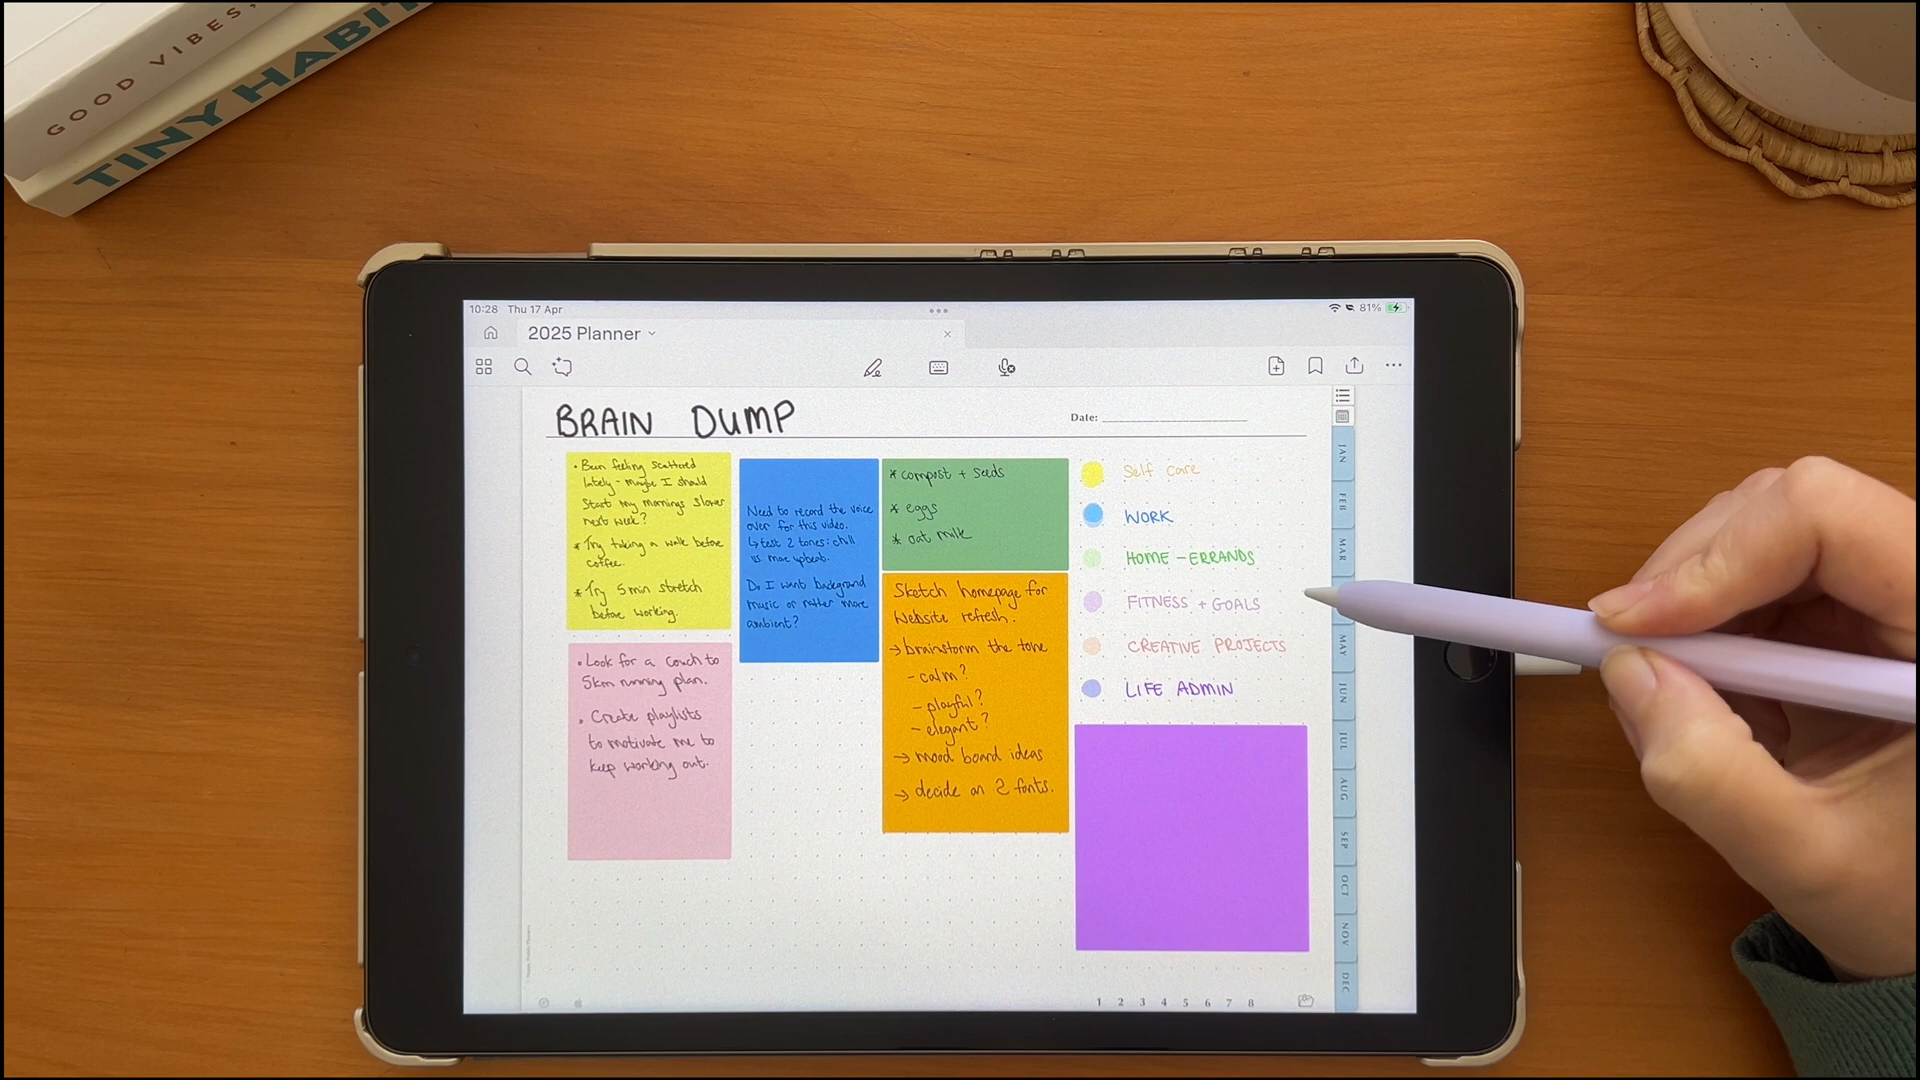 GOOD VIBES,
TINY HABIT
10:28 Thu 17 Apr
81%
2025 Planner
BRAIN DUMP
Date:
• Been feeling scattered
lately - maybe I should
start my mornings slower
next week?
* Try taking a walk before
coffee.
* Try 5 min stretch
before working.
• Look for a couch to
5km running plan.
• Create playlists
to motivate me to
keep working out.
Need to record the voice
over for this video.
↳ test 2 tones: chill
vs more upbeat.
Do I want background
music or rather more
ambient?
* compost + seeds
* eggs
* oat milk
Sketch homepage for
website refresh.
→ brainstorm the tone
- calm?
- playful?
- elegant?
→ mood board ideas
→ decide on 2 fonts.
Self care
WORK
HOME - ERRANDS
FITNESS + GOALS
CREATIVE PROJECTS
LIFE ADMIN
JAN
FEB
MAR
MAY
JUN
JUL
AUG
SEP
OCT
NOV
DEC
1 2 3 4 5 6 7 8